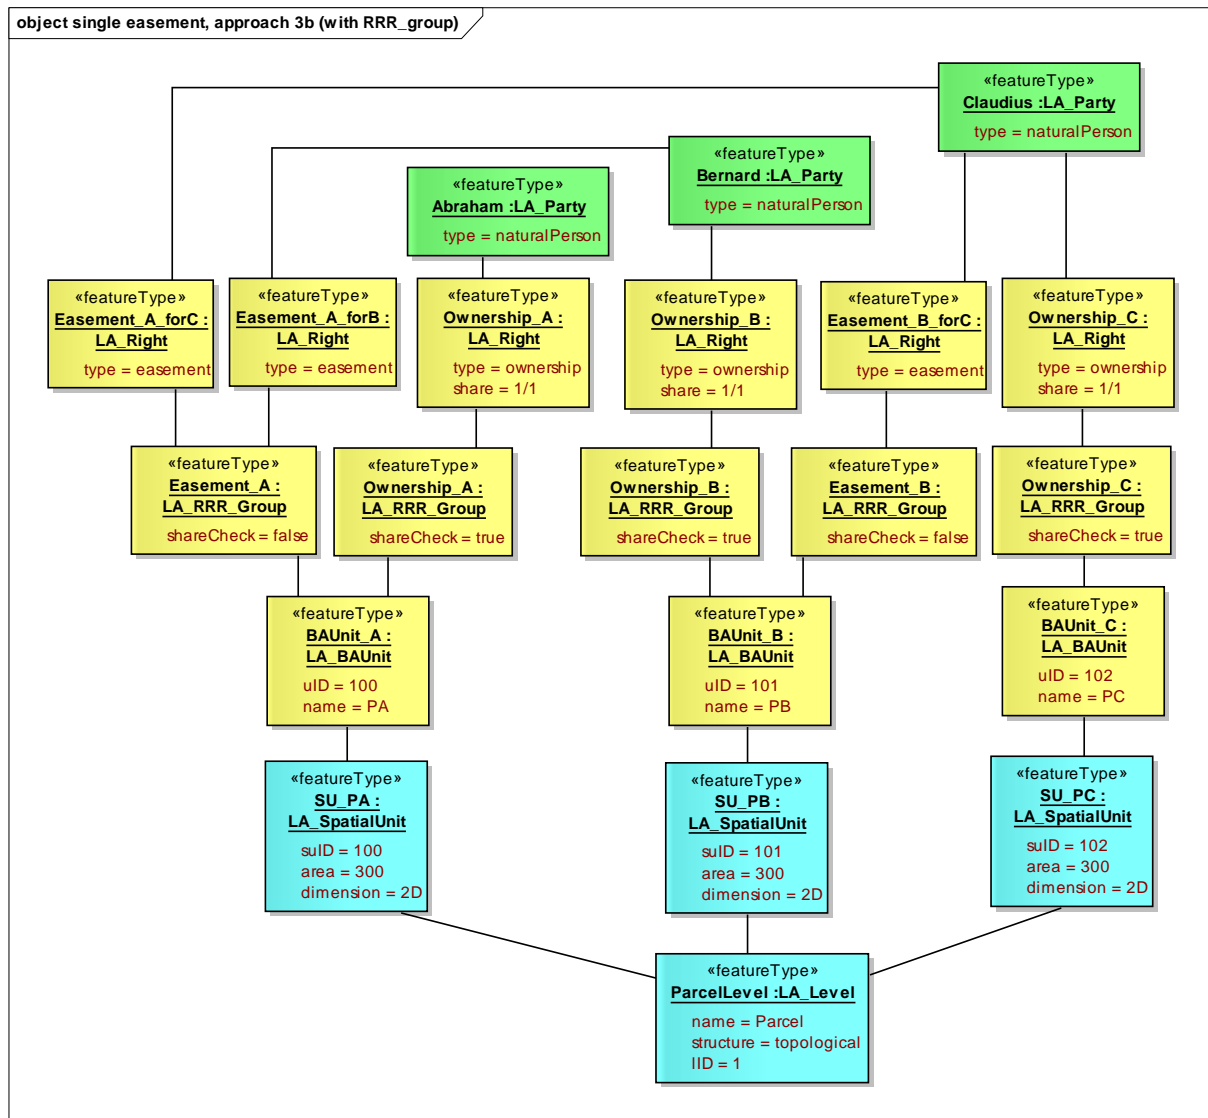 object single easement, approach 3b (with RRR_group)
«featureType»
Claudius :LA_Party
type = naturalPerson
«featureType»
Bernard :LA_Party
type = naturalPerson
«featureType»
Abraham :LA_Party
type = naturalPerson
«featureType»
Easement_A_forC :
LA_Right
type = easement
«featureType»
Easement_A_forB :
LA_Right
type = easement
«featureType»
Ownership_A :
LA_Right
type = ownership
share = 1/1
«featureType»
Ownership_B :
LA_Right
type = ownership
share = 1/1
«featureType»
Easement_B_forC :
LA_Right
type = easement
«featureType»
Ownership_C :
LA_Right
type = ownership
share = 1/1
«featureType»
Easement_A :
LA_RRR_Group
shareCheck = false
«featureType»
Ownership_A :
LA_RRR_Group
shareCheck = true
«featureType»
Ownership_B :
LA_RRR_Group
shareCheck = true
«featureType»
Easement_B :
LA_RRR_Group
shareCheck = false
«featureType»
Ownership_C :
LA_RRR_Group
shareCheck = true
«featureType»
BAUnit_A :
LA_BAUnit
uID = 100
name = PA
«featureType»
BAUnit_B :
LA_BAUnit
uID = 101
name = PB
«featureType»
BAUnit_C :
LA_BAUnit
uID = 102
name = PC
«featureType»
SU_PA :
LA_SpatialUnit
suID = 100
area = 300
dimension = 2D
«featureType»
SU_PB :
LA_SpatialUnit
suID = 101
area = 300
dimension = 2D
«featureType»
SU_PC :
LA_SpatialUnit
suID = 102
area = 300
dimension = 2D
«featureType»
ParcelLevel :LA_Level
name = Parcel
structure = topological
lID = 1